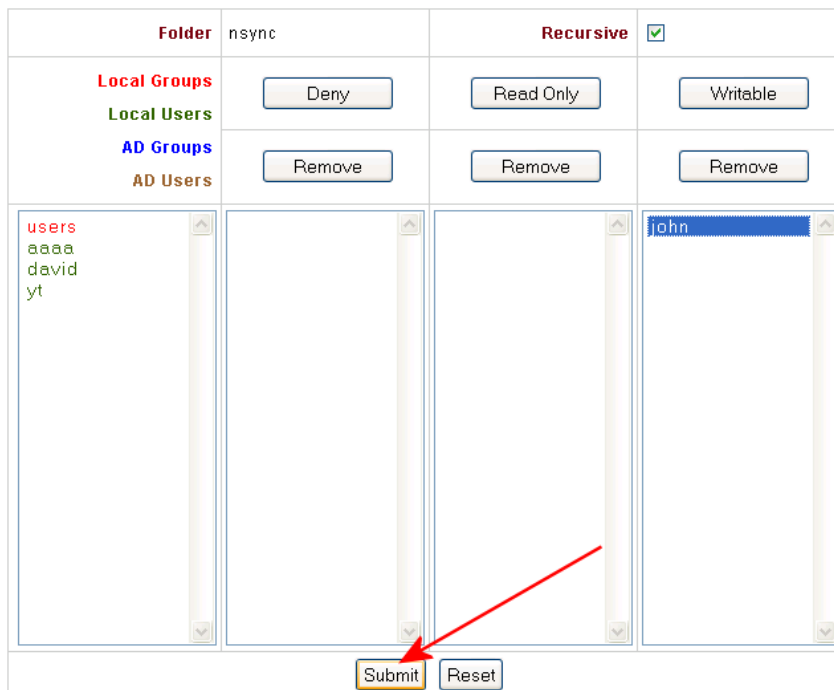 Folder nsync Recursive
Local Groups
Local Users
Deny Read Only Writable
AD Groups
AD Users
Remove Remove Remove
users
aaaa
david
yt
john
Submit Reset